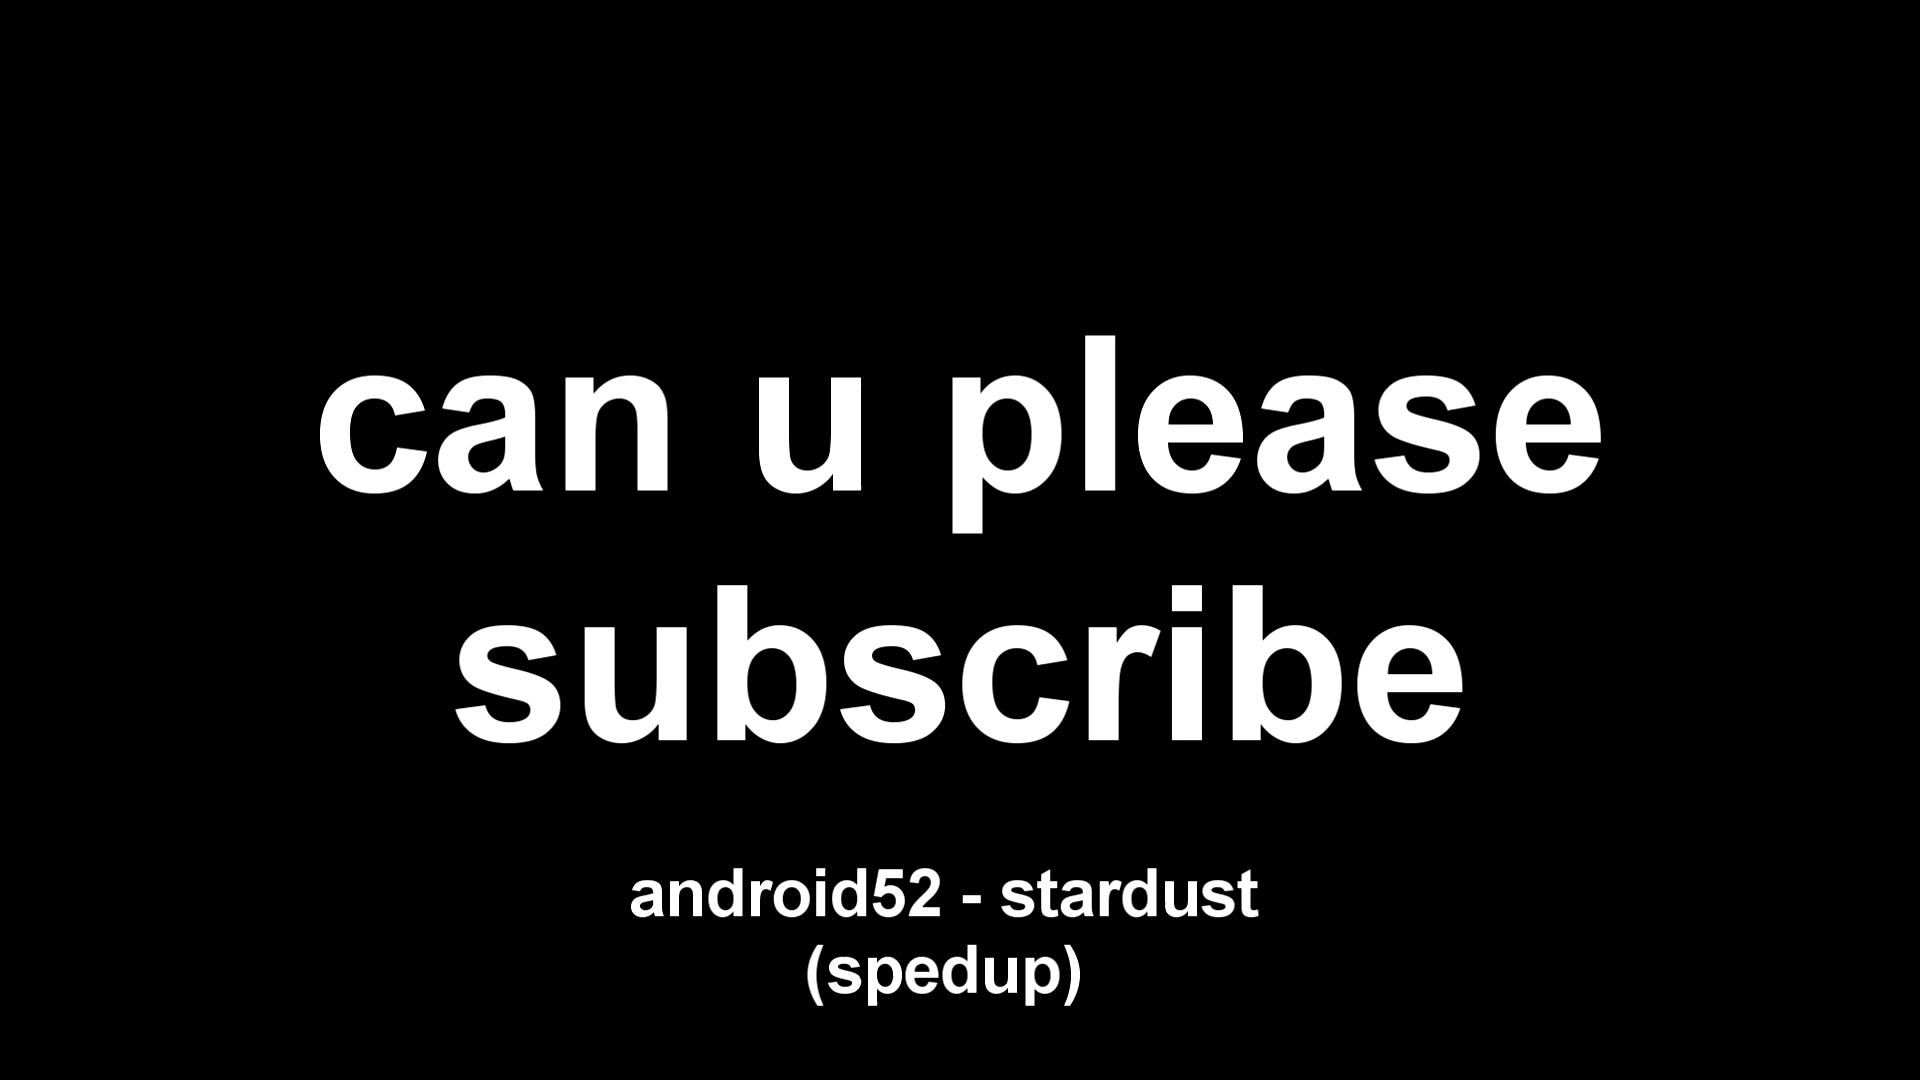 can u please
subscribe
android52 - stardust
(spedup)